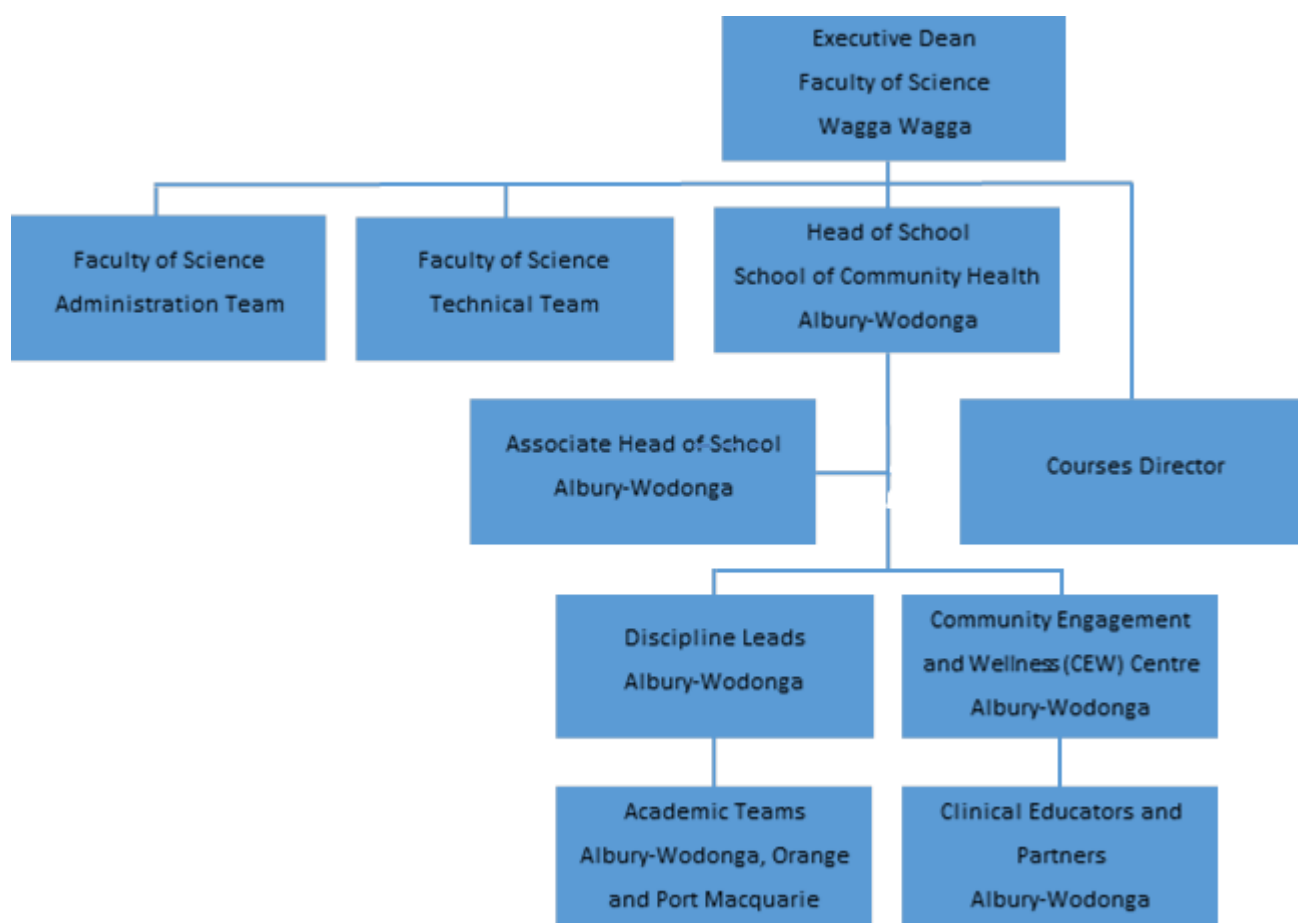 Executive Dean
Faculty of Science
Wagga Wagga
Faculty of Science
Administration Team
Faculty of Science
Technical Team
Head of School
School of Community Health
Albury-Wodonga
Associate Head of School
Albury-Wodonga
Courses Director
Discipline Leads
Albury-Wodonga
Community Engagement
and Wellness (CEW) Centre
Albury-Wodonga
Academic Teams
Albury-Wodonga, Orange
and Port Macquarie
Clinical Educators and
Partners
Albury-Wodonga